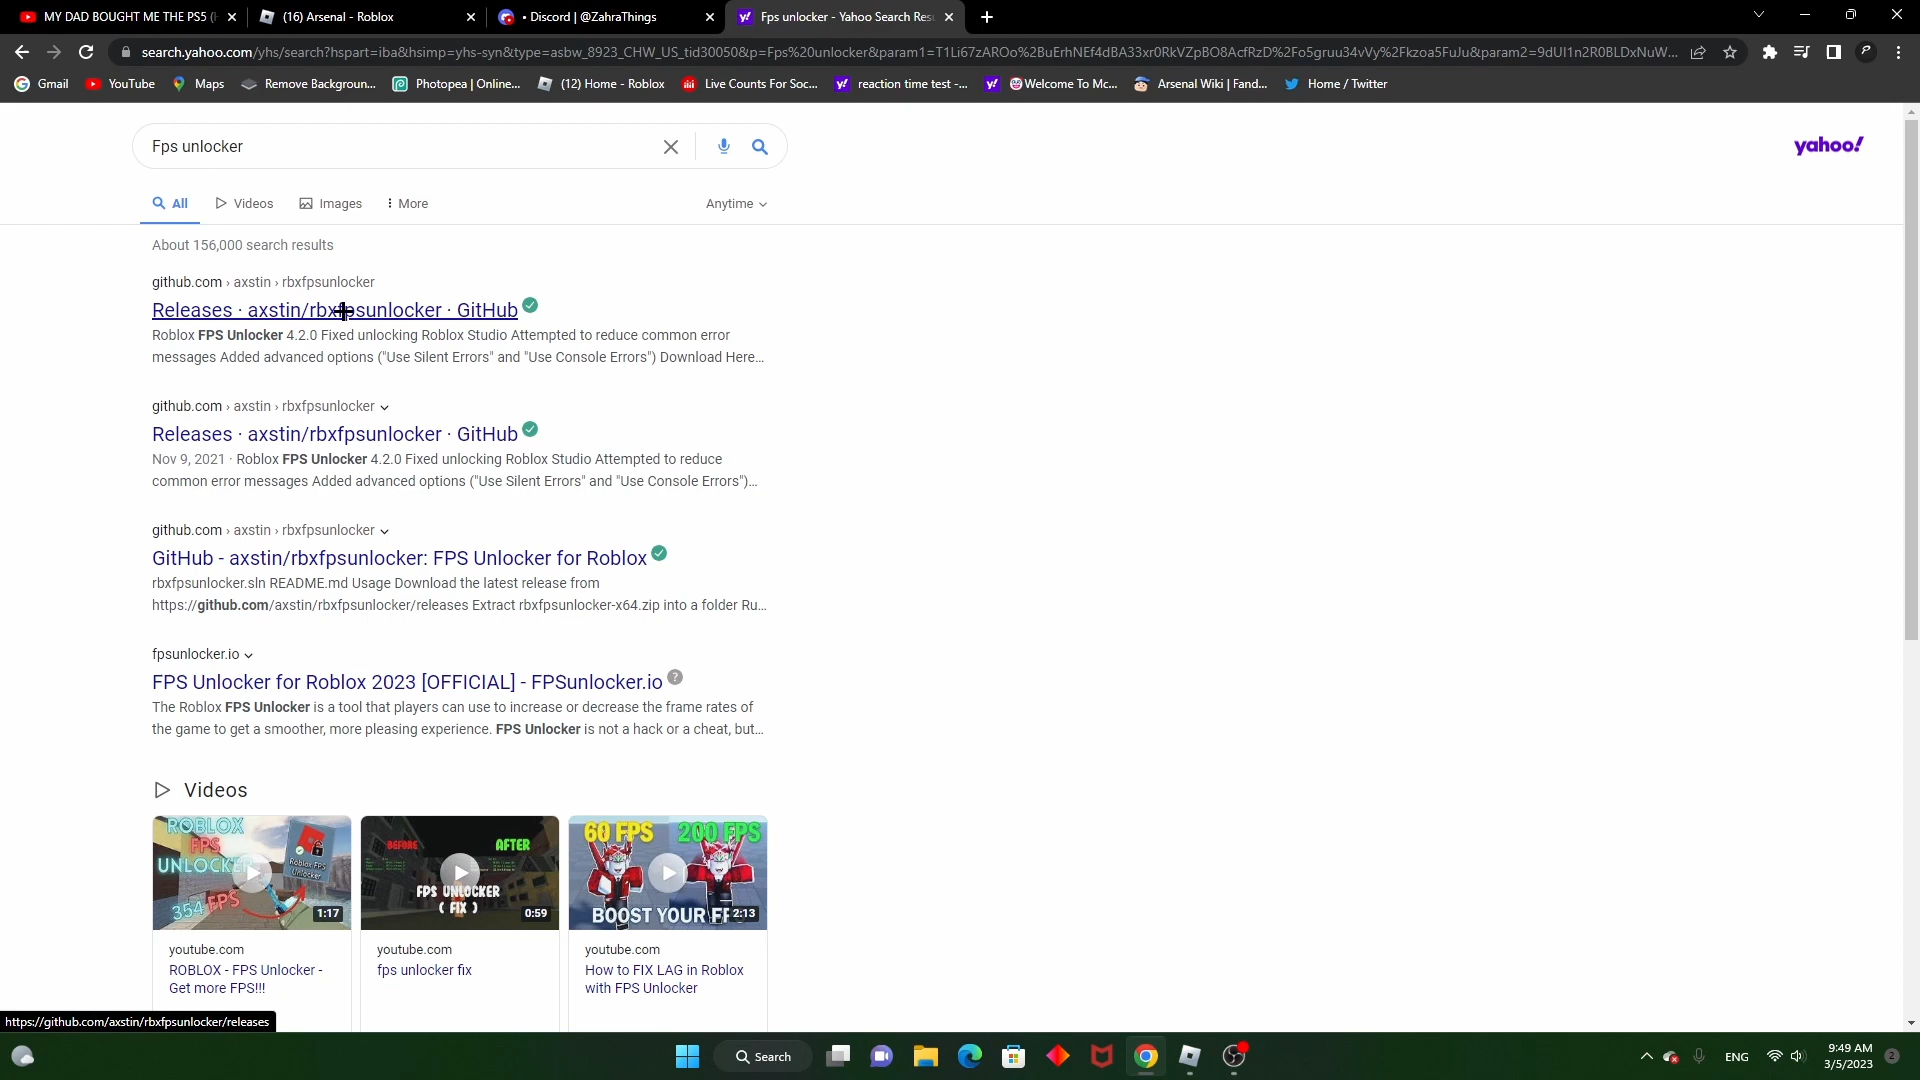 MY DAD BOUGHT ME THE PS5 (
(16) Arsenal - Roblox
• Discord | @ZahraThings
Fps unlocker - Yahoo Search Res
search.yahoo.com/yhs/search?hspart=iba&hsimp=yhs-syn&type=asbw_8923_CHW_US_tid30050&p=Fps%20unlocker&param1=T1Li67zAROo%2BuErhNEf4dBA33xr0RkVZpBO8AcfRzD%2Fo5gruu34vVy%2Fkzoa5FuJu&param2=9dUI1n2R0BLDxNuW...
Gmail
YouTube
Maps
Remove Backgroun...
Photopea | Online...
(12) Home - Roblox
Live Counts For Soc...
reaction time test -...
Welcome To Mc...
Arsenal Wiki | Fand...
Home / Twitter
Fps unlocker
yahoo!
All
Videos
Images
More
Anytime
About 156,000 search results
github.com › axstin › rbxfpsunlocker
Releases · axstin/rbxfpsunlocker · GitHub
Roblox FPS Unlocker 4.2.0 Fixed unlocking Roblox Studio Attempted to reduce common error
messages Added advanced options ("Use Silent Errors" and "Use Console Errors") Download Here...
github.com › axstin › rbxfpsunlocker
Releases · axstin/rbxfpsunlocker · GitHub
Nov 9, 2021 · Roblox FPS Unlocker 4.2.0 Fixed unlocking Roblox Studio Attempted to reduce
common error messages Added advanced options ("Use Silent Errors" and "Use Console Errors")...
github.com › axstin › rbxfpsunlocker
GitHub - axstin/rbxfpsunlocker: FPS Unlocker for Roblox
rbxfpsunlocker.sln README.md Usage Download the latest release from
https://github.com/axstin/rbxfpsunlocker/releases Extract rbxfpsunlocker-x64.zip into a folder Ru...
fpsunlocker.io
FPS Unlocker for Roblox 2023 [OFFICIAL] - FPSunlocker.io
The Roblox FPS Unlocker is a tool that players can use to increase or decrease the frame rates of
the game to get a smoother, more pleasing experience. FPS Unlocker is not a hack or a cheat, but...
Videos
ROBLOX
FPS
UNLOCKER
Roblox FPS
Unlocker
354 FPS
1:17
BEFORE
AFTER
FPS UNLOCKER
( FIX )
0:59
60 FPS
200 FPS
BOOST YOUR FP
2:13
youtube.com
ROBLOX - FPS Unlocker -
Get more FPS!!!
youtube.com
fps unlocker fix
youtube.com
How to FIX LAG in Roblox
with FPS Unlocker
https://github.com/axstin/rbxfpsunlocker/releases
Search
ENG
9:49 AM
3/5/2023
2